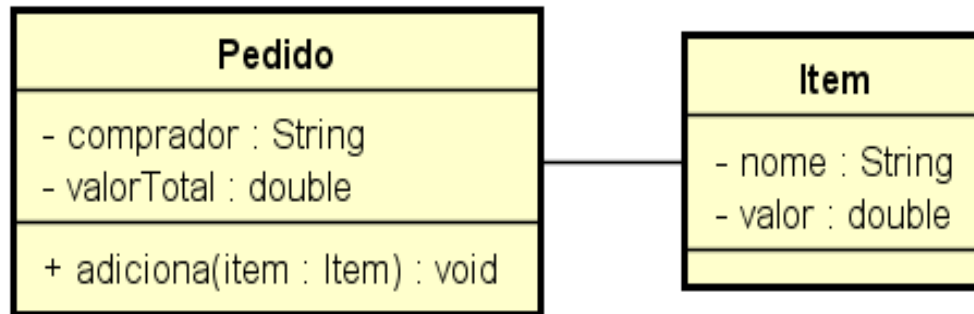 Pedido
- comprador : String
- valorTotal : double
+ adiciona(item : Item) : void
Item
- nome : String
- valor : double